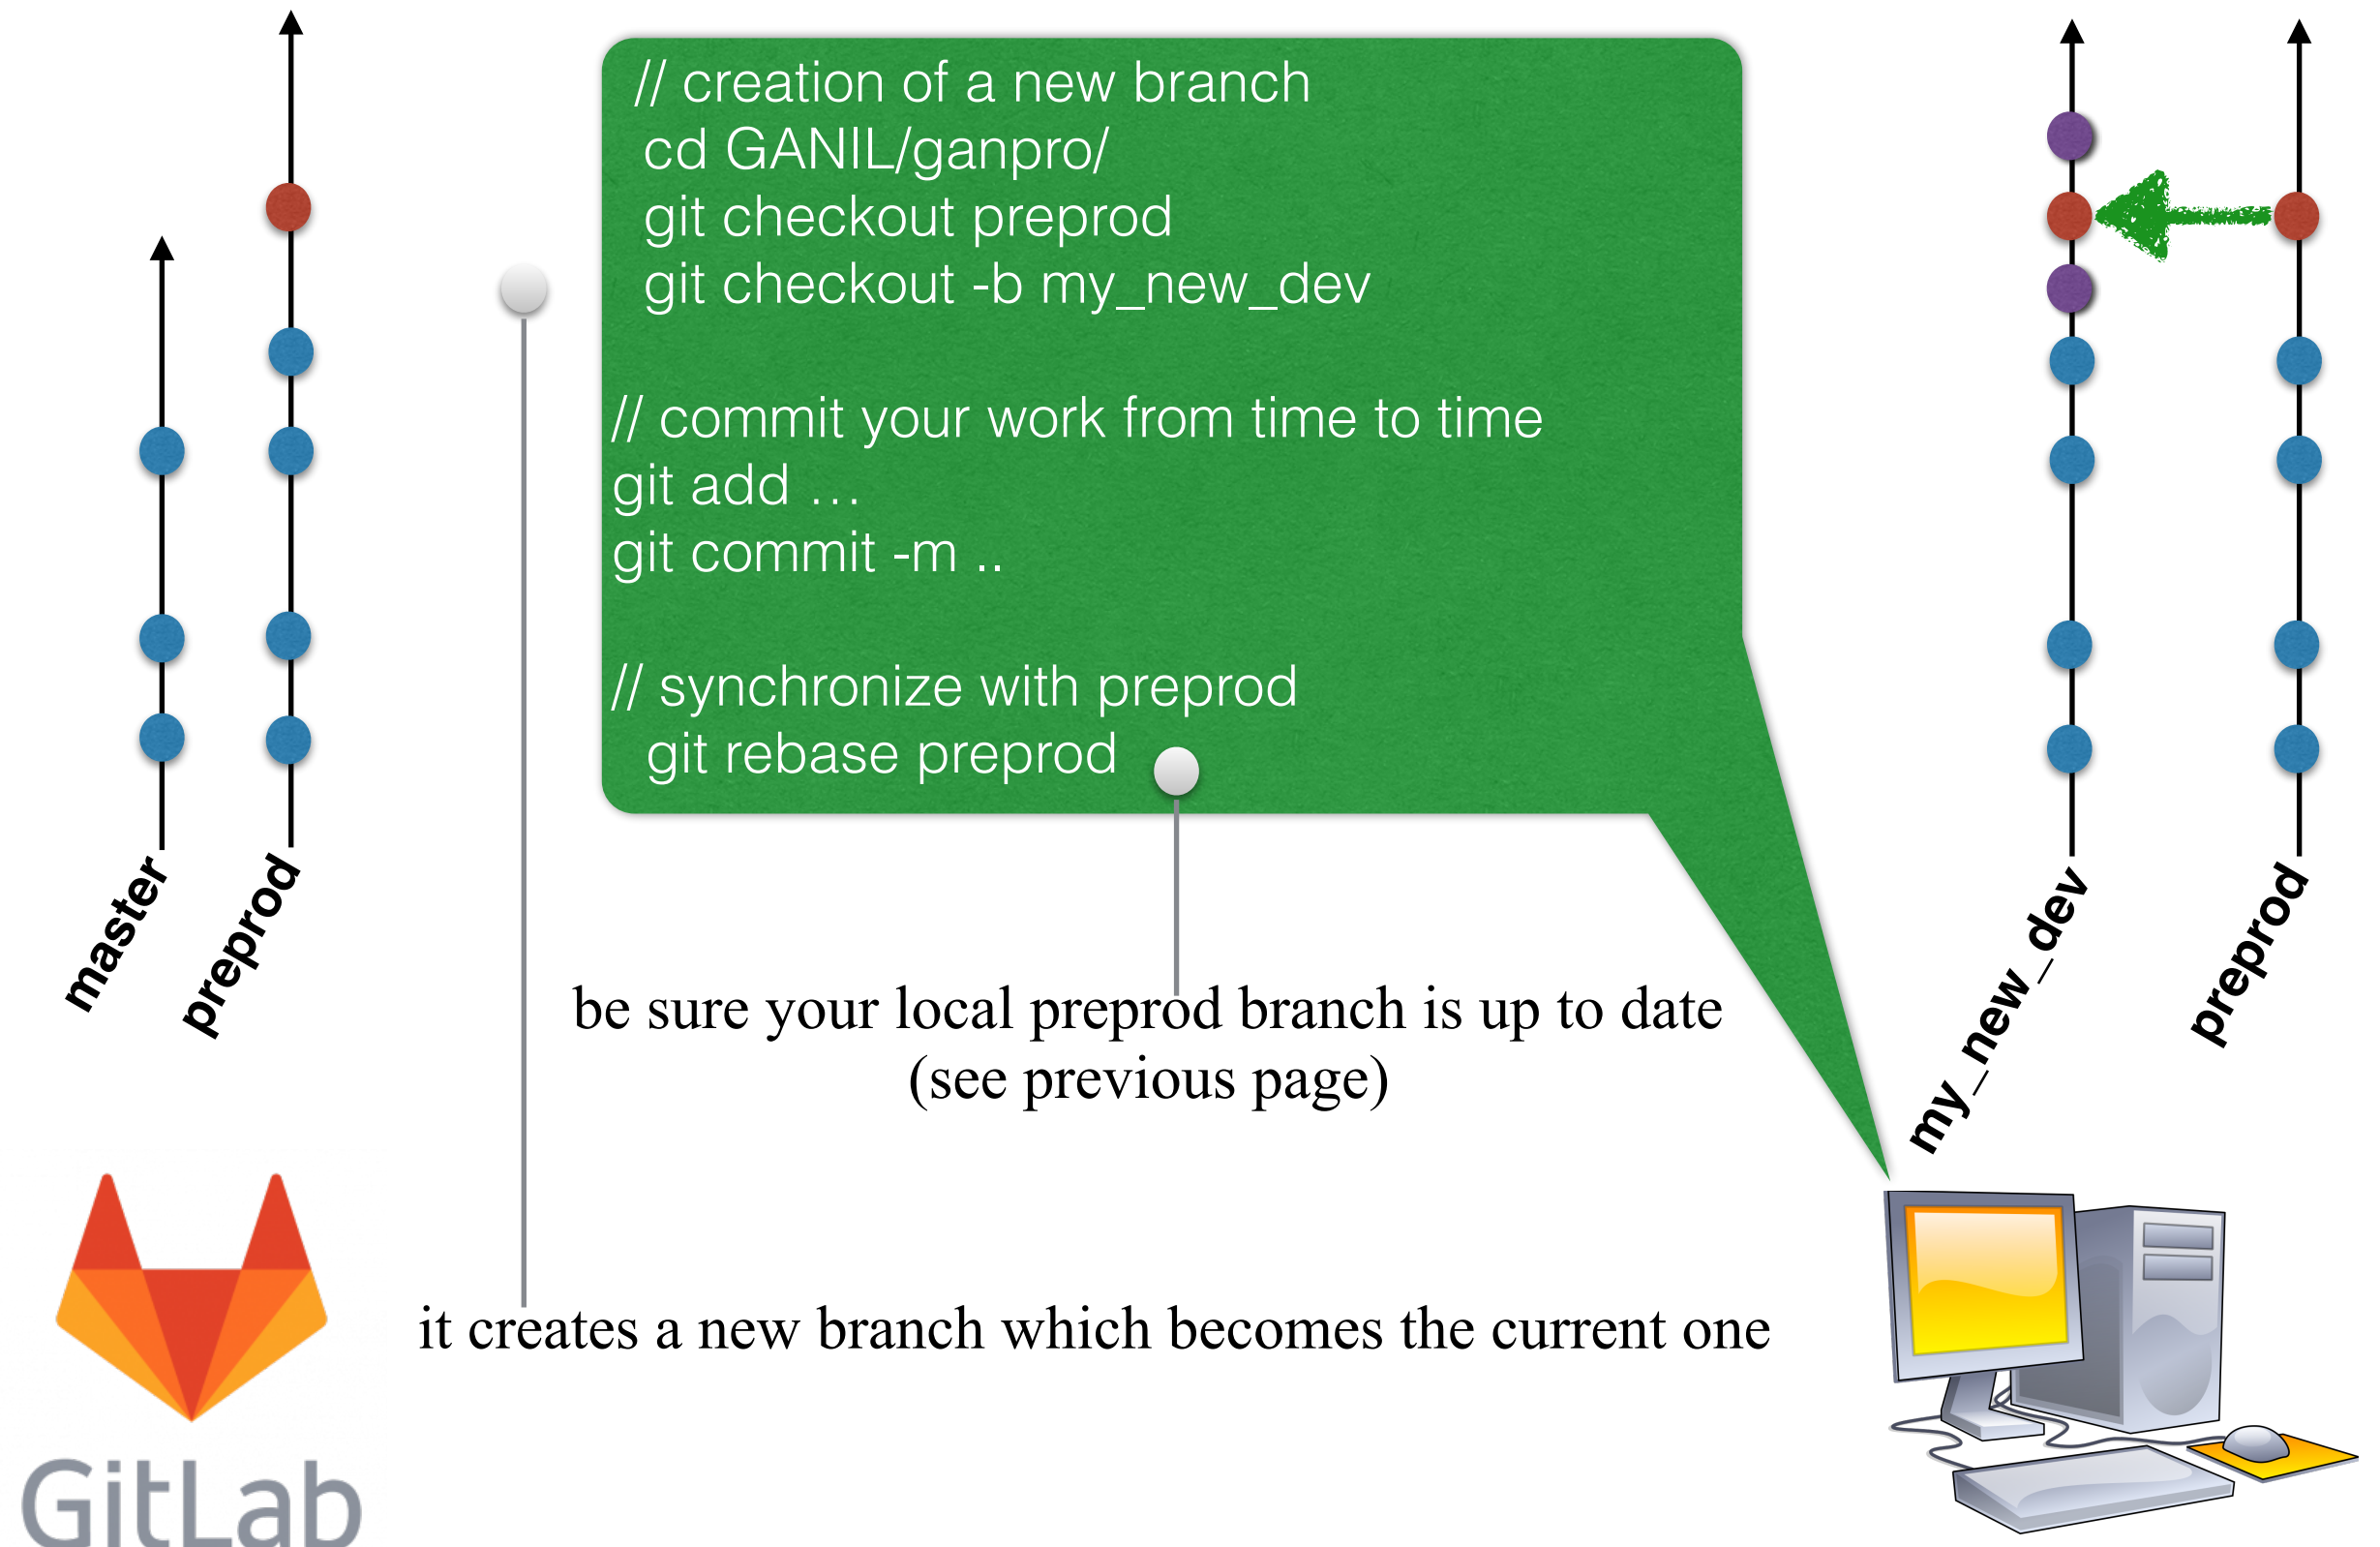 // creation of a new branch
cd GANIL/ganpro/
git checkout preprod
git checkout -b my_new_dev
// commit your work from time to time
git add …
git commit -m ..
// synchronize with preprod
git rebase preprod
master
preprod
my_new_dev
preprod
be sure your local preprod branch is up to date
(see previous page)
it creates a new branch which becomes the current one
GitLab